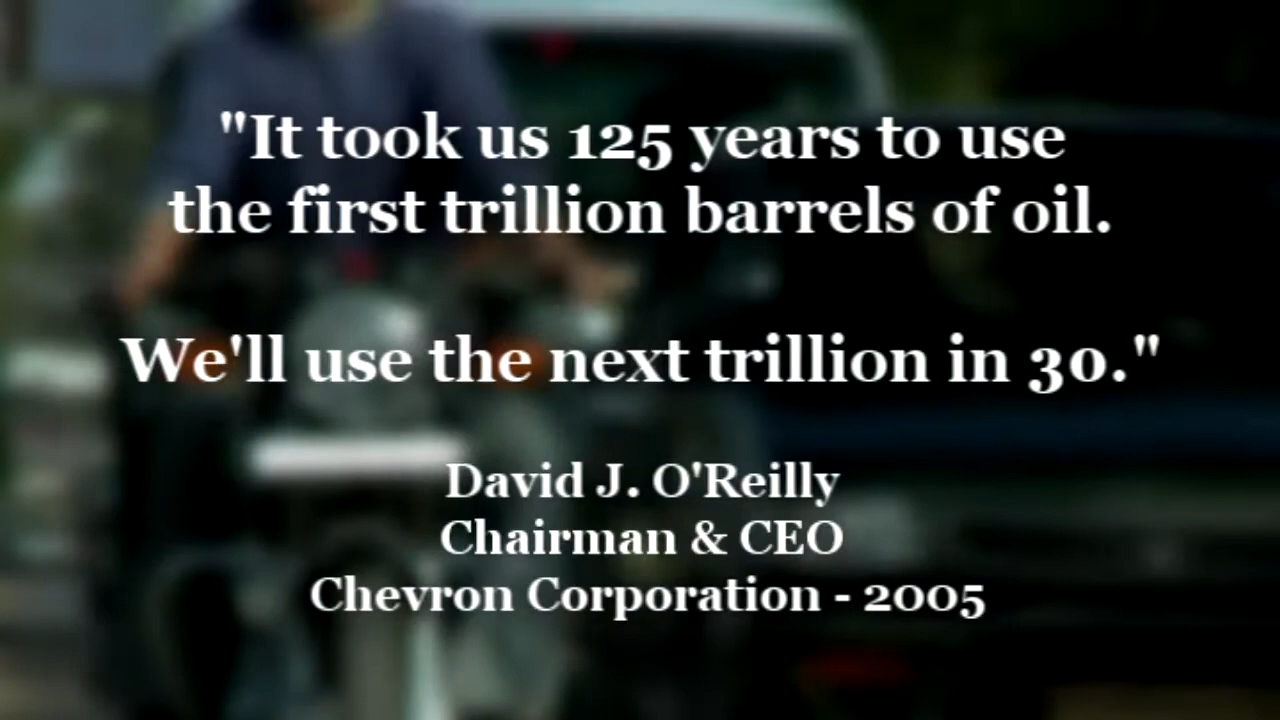 "It took us 125 years to use
the first trillion barrels of oil.
We'll use the next trillion in 30."
David J. O'Reilly
Chairman & CEO
Chevron Corporation - 2005